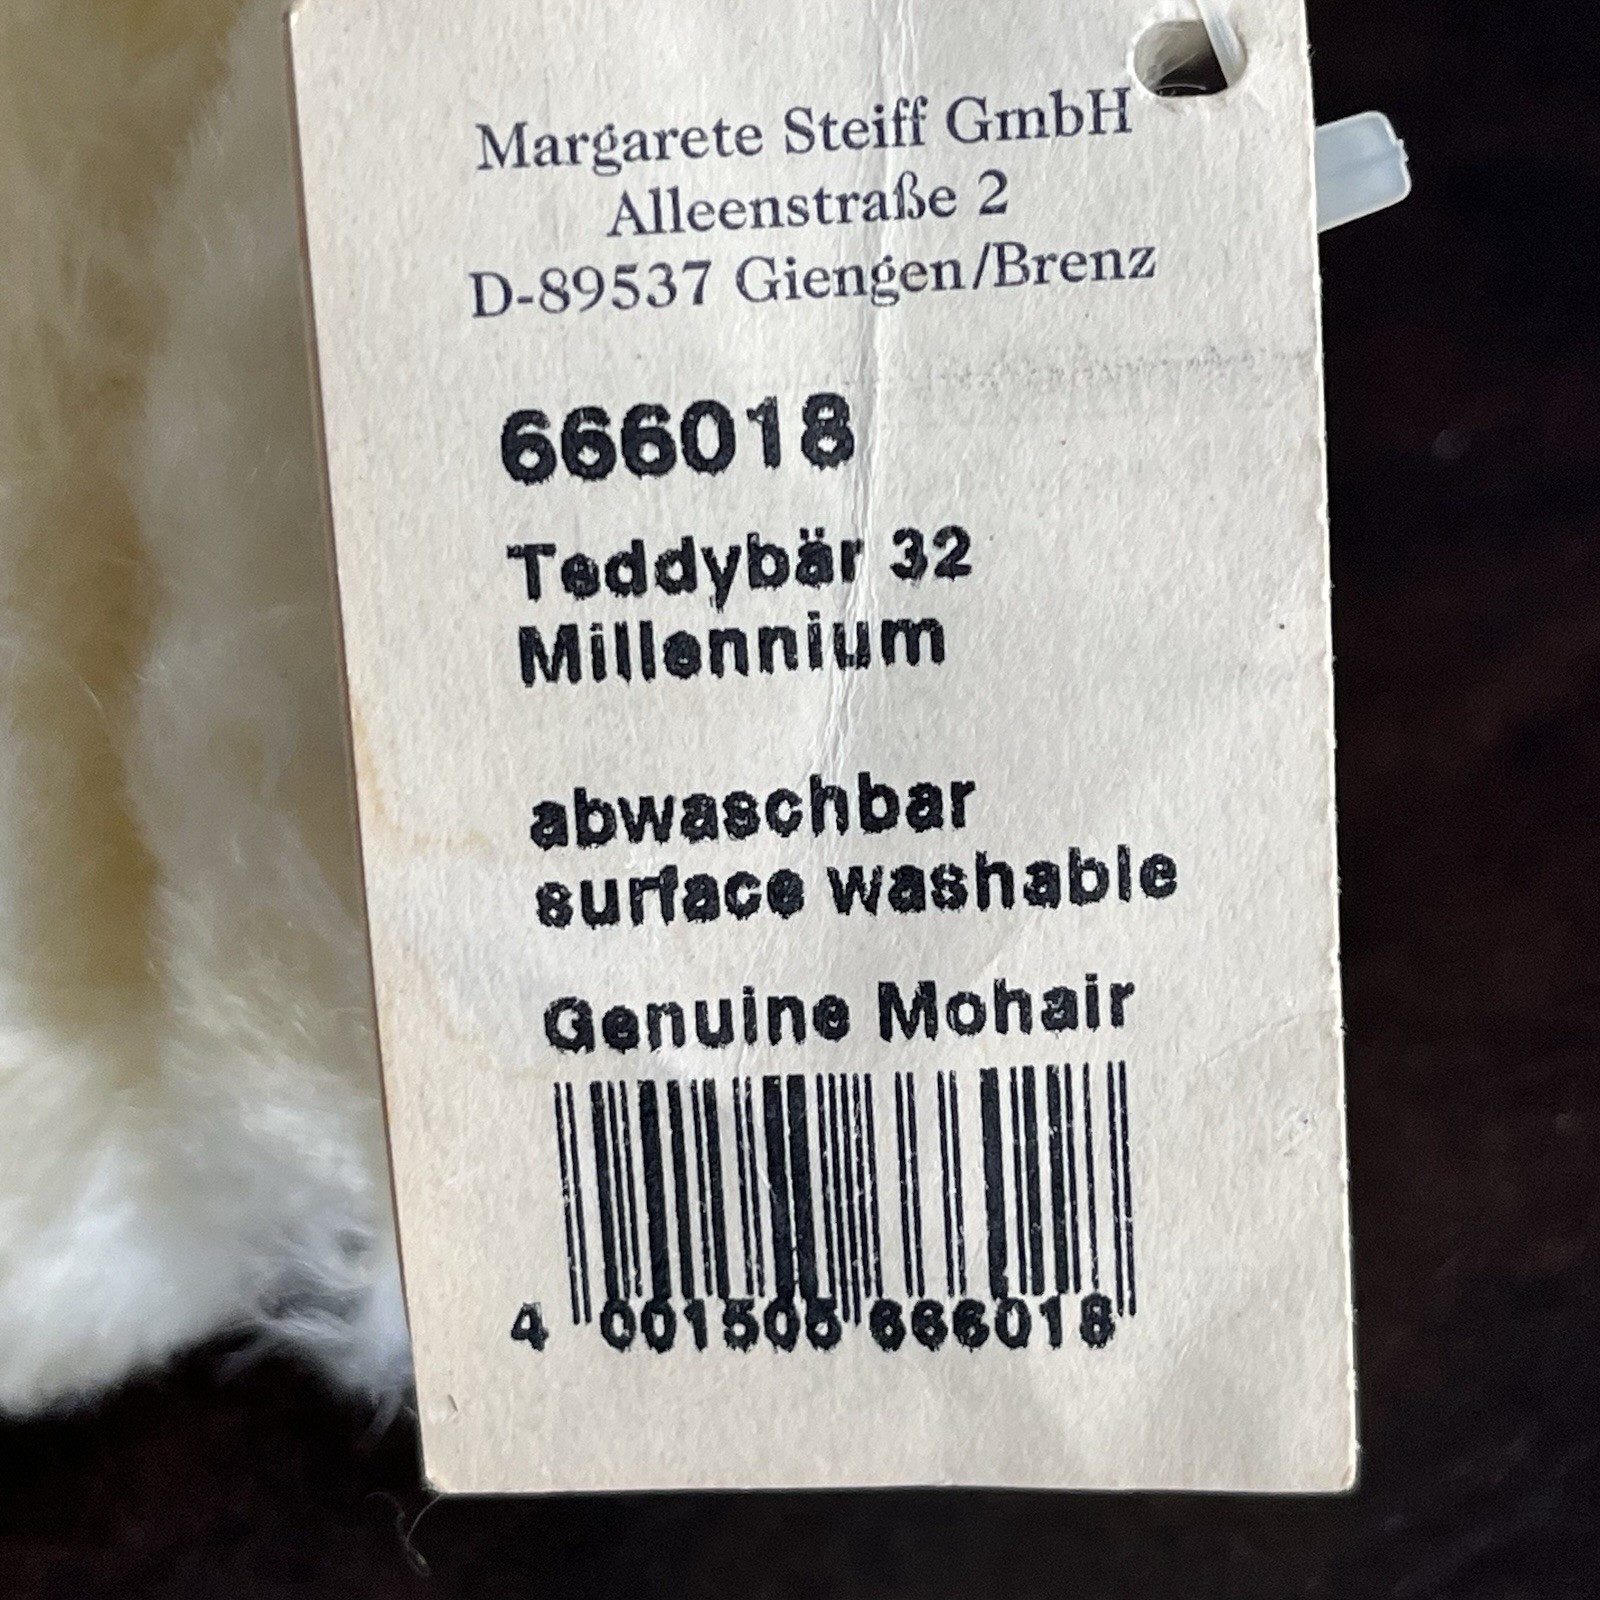 Margarete Steiff GmbH
Alleenstraße 2
D-89537 Giengen/Brenz
666018
Teddybär 32
Millennium
abwaschbar
surface washable
Genuine Mohair
4 001505 666018